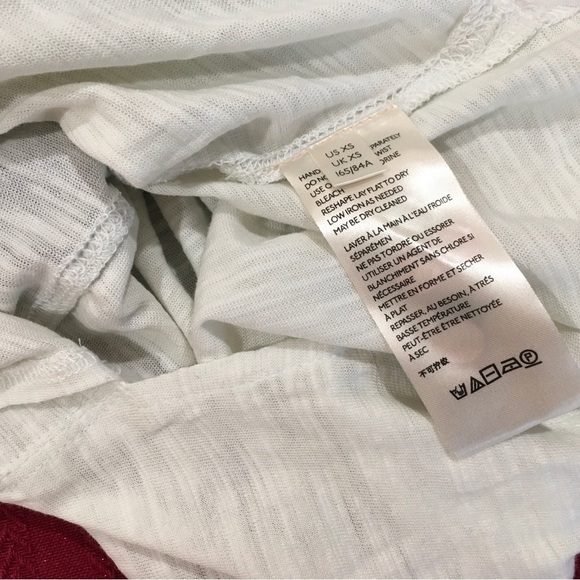 US XS
UK XS
165/84A
HAND PARATELY
DO NO WIST
USE O ORINE
BLEACH
RESHAPE LAY FLAT TO DRY
LOW IRON AS NEEDED
MAY BE DRY CLEANED
LAVER À LA MAIN À L'EAU FROIDE
SÉPARÉMEN
NE PAS TORDRE OU ESSORER
UTILISER UN AGENT DE
BLANCHIMENT SANS CHLORE SI
NÉCESSAIRE
METTRE EN FORME ET SÉCHER
À PLAT
REPASSER, AU BESOIN, À TRÈS
BASSE TEMPÉRATURE
PEUT-ÊTRE ÊTRE NETTOYÉE
À SEC
不可拧绞